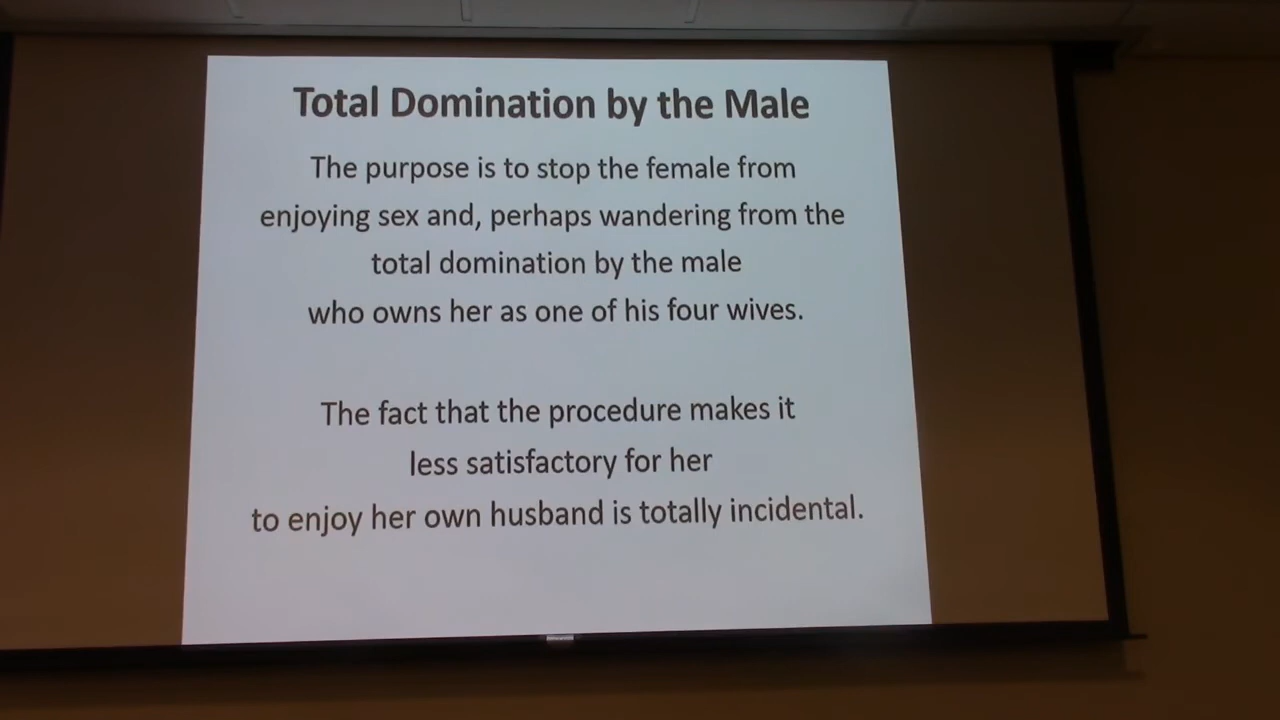 Total Domination by the Male
The purpose is to stop the female from
enjoying sex and, perhaps wandering from the
total domination by the male
who owns her as one of his four wives.
The fact that the procedure makes it
less satisfactory for her
to enjoy her own husband is totally incidental.